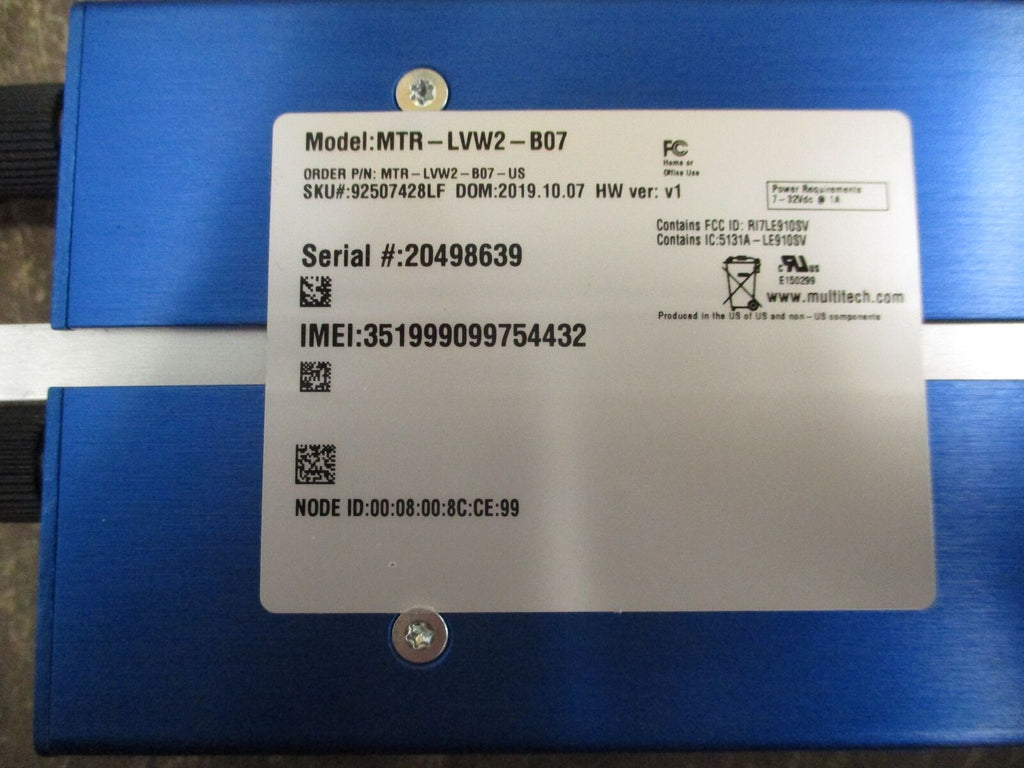 Model:MTR-LVW2-B07
ORDER P/N: MTR-LVW2-B07-US
SKU#:92507428LF DOM:2019.10.07 HW ver: v1
FC
Home or
Office Use
Power Requirements
7-32Vdc @ 1A
Contains FCC ID: RI7LE910SV
Contains IC:5131A-LE910SV
Serial #:20498639
c RU us
E150299
www.multitech.com
Produced in the US of US and non-US components
IMEI:351999099754432
NODE ID:00:08:00:8C:CE:99